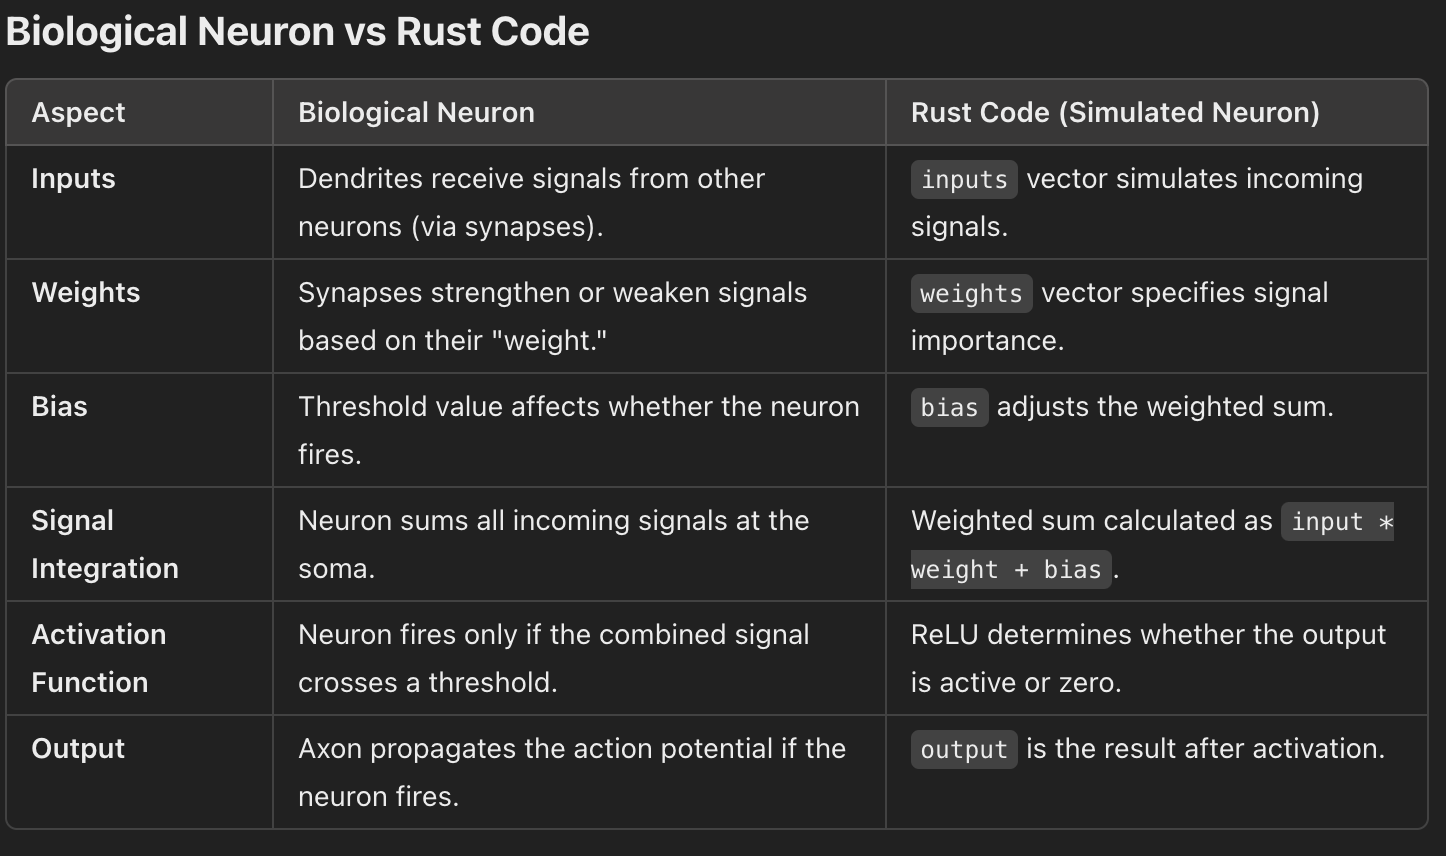 Biological Neuron vs Rust Code
Aspect
Biological Neuron
Rust Code (Simulated Neuron)
Inputs
Dendrites receive signals from other
neurons (via synapses).
inputs vector simulates incoming
signals.
Weights
Synapses strengthen or weaken signals
based on their "weight."
weights vector specifies signal
importance.
Bias
Threshold value affects whether the neuron
fires.
bias adjusts the weighted sum.
Signal
Integration
Neuron sums all incoming signals at the
soma.
Weighted sum calculated as input *
weight + bias.
Activation
Function
Neuron fires only if the combined signal
crosses a threshold.
ReLU determines whether the output
is active or zero.
Output
Axon propagates the action potential if the
neuron fires.
output is the result after activation.